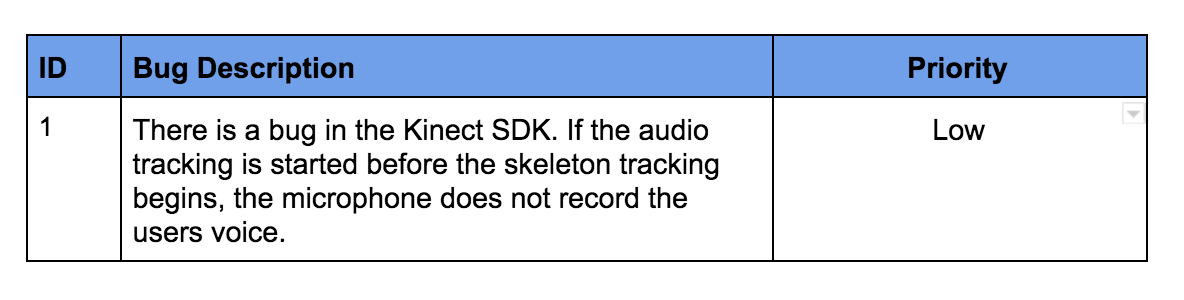 ID Bug Description Priority
1 There is a bug in the Kinect SDK. If the audio Low
tracking is started before the skeleton tracking
begins, the microphone does not record the
users voice.